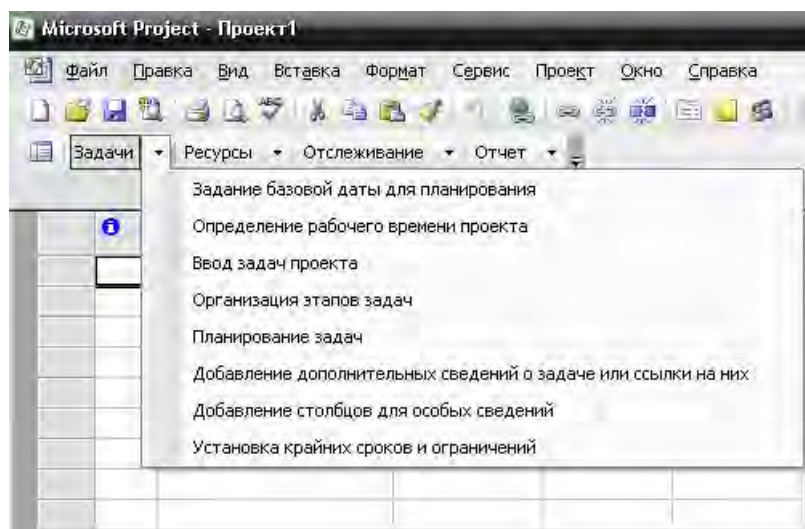 Microsoft Project - Проект1
Файл Правка Вид Вставка Формат Сервис Проект Окно Справка
Задачи Ресурсы Отслеживание Отчет
Задание базовой даты для планирования
Определение рабочего времени проекта
Ввод задач проекта
Организация этапов задач
Планирование задач
Добавление дополнительных сведений о задаче или ссылки на них
Добавление столбцов для особых сведений
Установка крайних сроков и ограничений